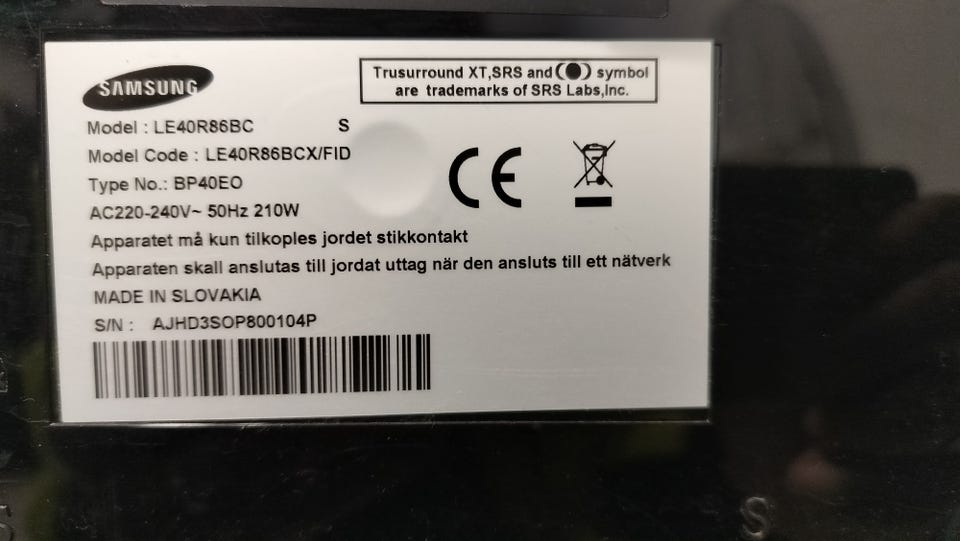 SAMSUNG
Trusurround XT,SRS and symbol
are trademarks of SRS Labs,Inc.
Model : LE40R86BC S
Model Code : LE40R86BCX/FID
Type No.: BP40EO
AC220-240V~ 50Hz 210W
Apparatet må kun tilkoples jordet stikkontakt
Apparaten skall anslutas till jordat uttag när den ansluts till ett nätverk
MADE IN SLOVAKIA
S/N : AJHD3SOP800104P
S